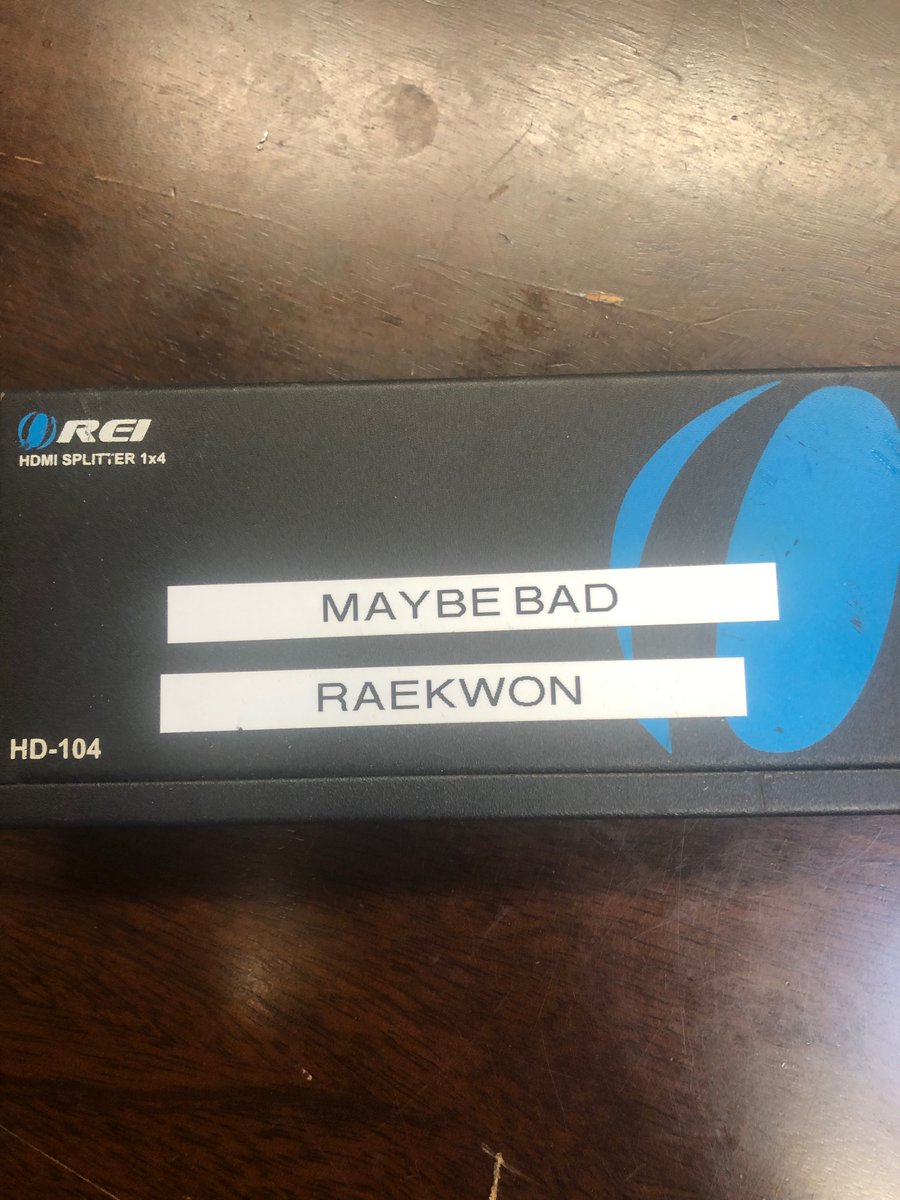 OREI
HDMI SPLITTER 1x4
MAYBE BAD
RAEKWON
HD-104